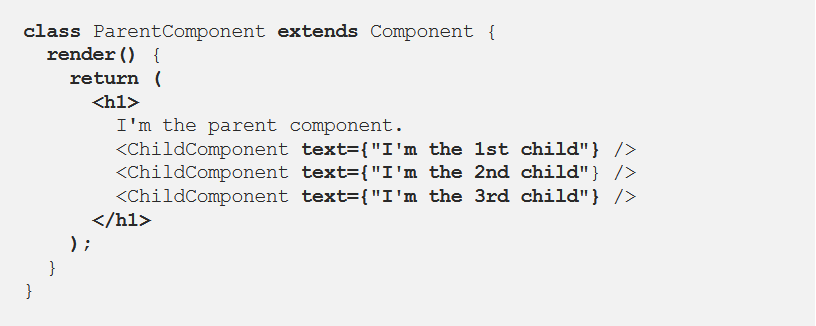 class ParentComponent extends Component {
  render() {
    return (
      <h1>
        I'm the parent component.
        <ChildComponent text={"I'm the 1st child"} />
        <ChildComponent text={"I'm the 2nd child"} />
        <ChildComponent text={"I'm the 3rd child"} />
      </h1>
    );
  }
}